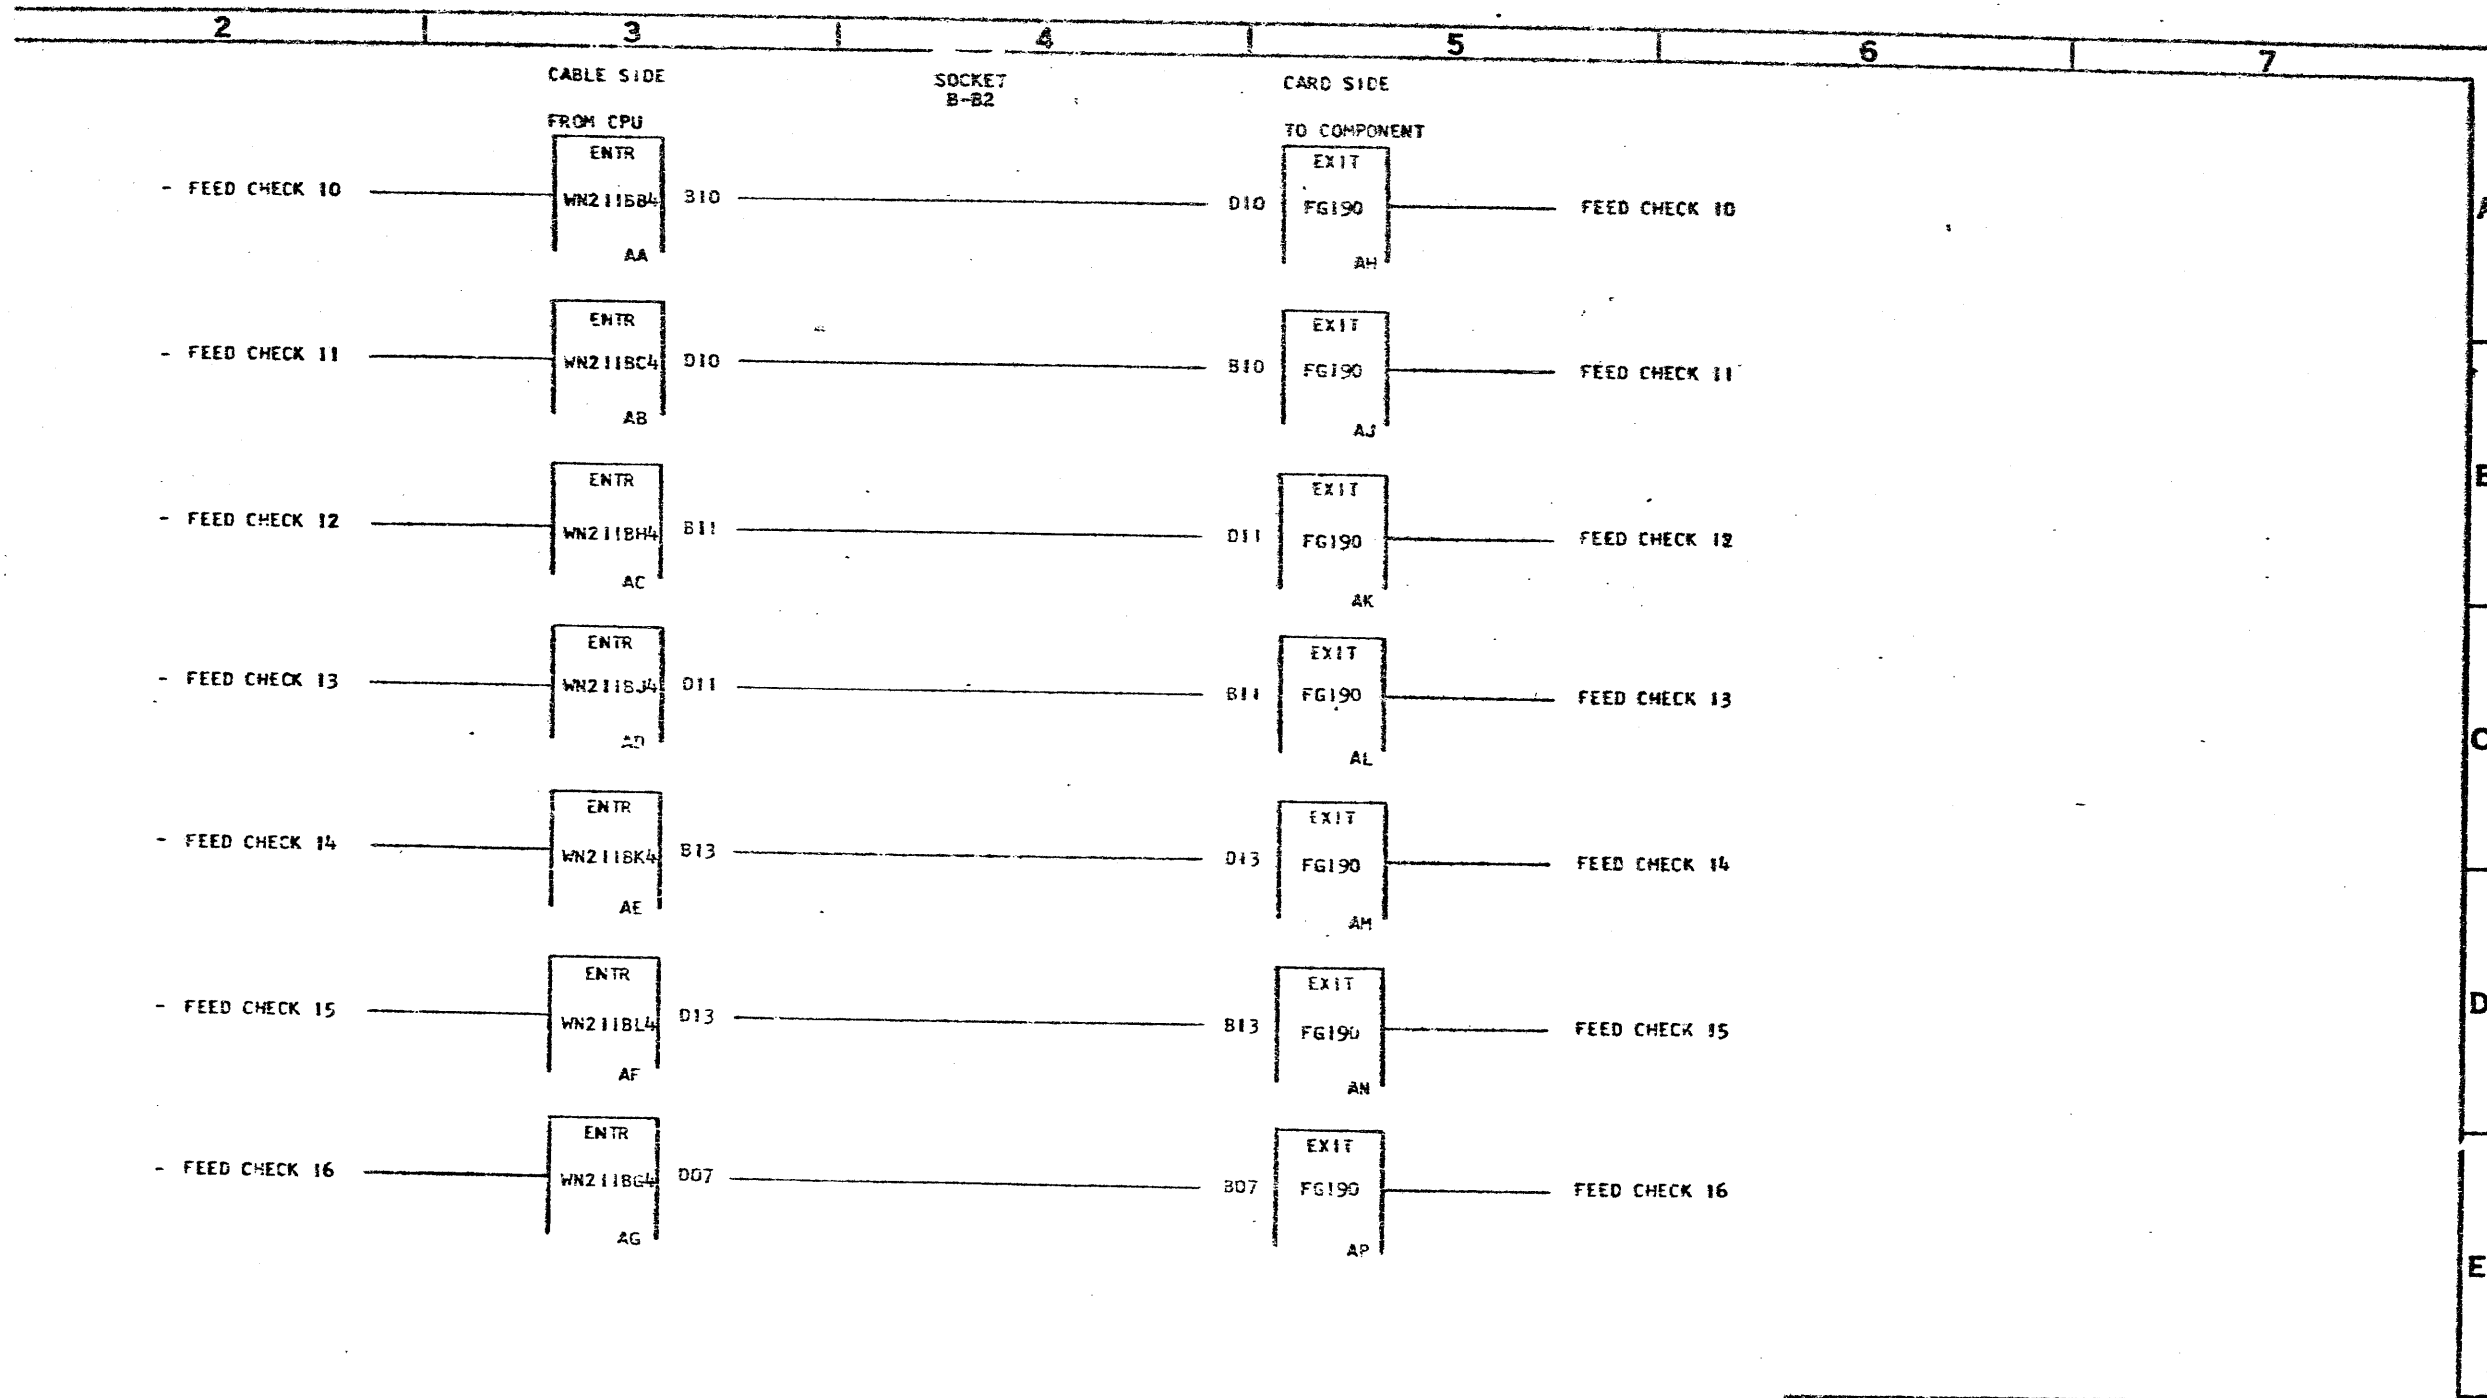 2 3 4 5 6 7
CABLE SIDE SOCKET CARD SIDE
B-B2
FROM CPU TO COMPONENT
ENTR EXIT
- FEED CHECK 10 WN211BB4 B10 D10 FG190 FEED CHECK 10 A
AA AH
ENTR EXIT
- FEED CHECK 11 WN211BC4 D10 B10 FG190 FEED CHECK 11
AB AJ
ENTR EXIT B
- FEED CHECK 12 WN211BH4 B11 D11 FG190 FEED CHECK 12
AC AK
ENTR EXIT
- FEED CHECK 13 WN211BJ4 D11 B11 FG190 FEED CHECK 13
AD AL C
ENTR EXIT
- FEED CHECK 14 WN211BK4 B13 D13 FG190 FEED CHECK 14
AE AM
ENTR EXIT
- FEED CHECK 15 WN211BL4 D13 B13 FG190 FEED CHECK 15 D
AF AN
ENTR EXIT
- FEED CHECK 16 WN211BG4 D07 B07 FG190 FEED CHECK 16
AG AP
E